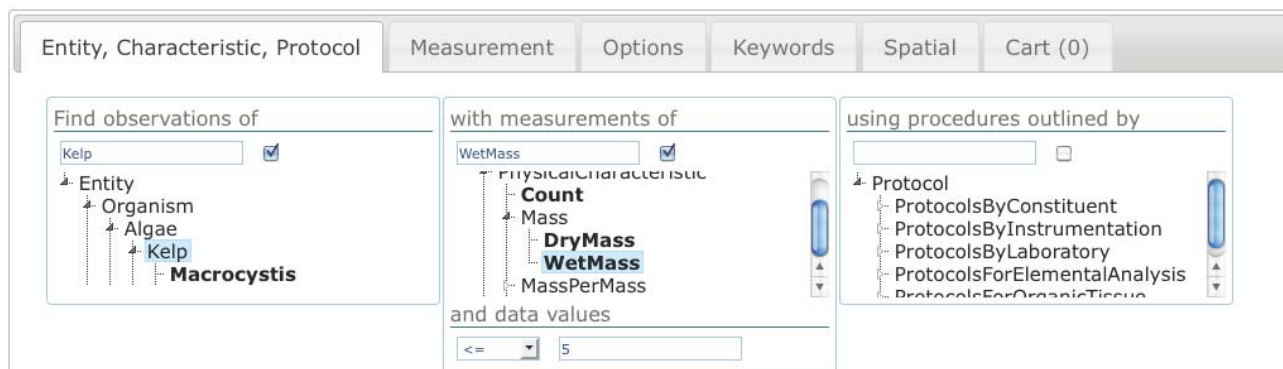 Entity, Characteristic, Protocol Measurement Options Keywords Spatial Cart (0)
Find observations of
Kelp
Entity
Organism
Algae
Kelp
Macrocystis
with measurements of
WetMass
PhysicalCharacteristic
Count
Mass
DryMass
WetMass
MassPerMass
and data values
<= 5
using procedures outlined by
Protocol
ProtocolsByConstituent
ProtocolsByInstrumentation
ProtocolsByLaboratory
ProtocolsForElementalAnalysis
ProtocolsForOrganicTissue